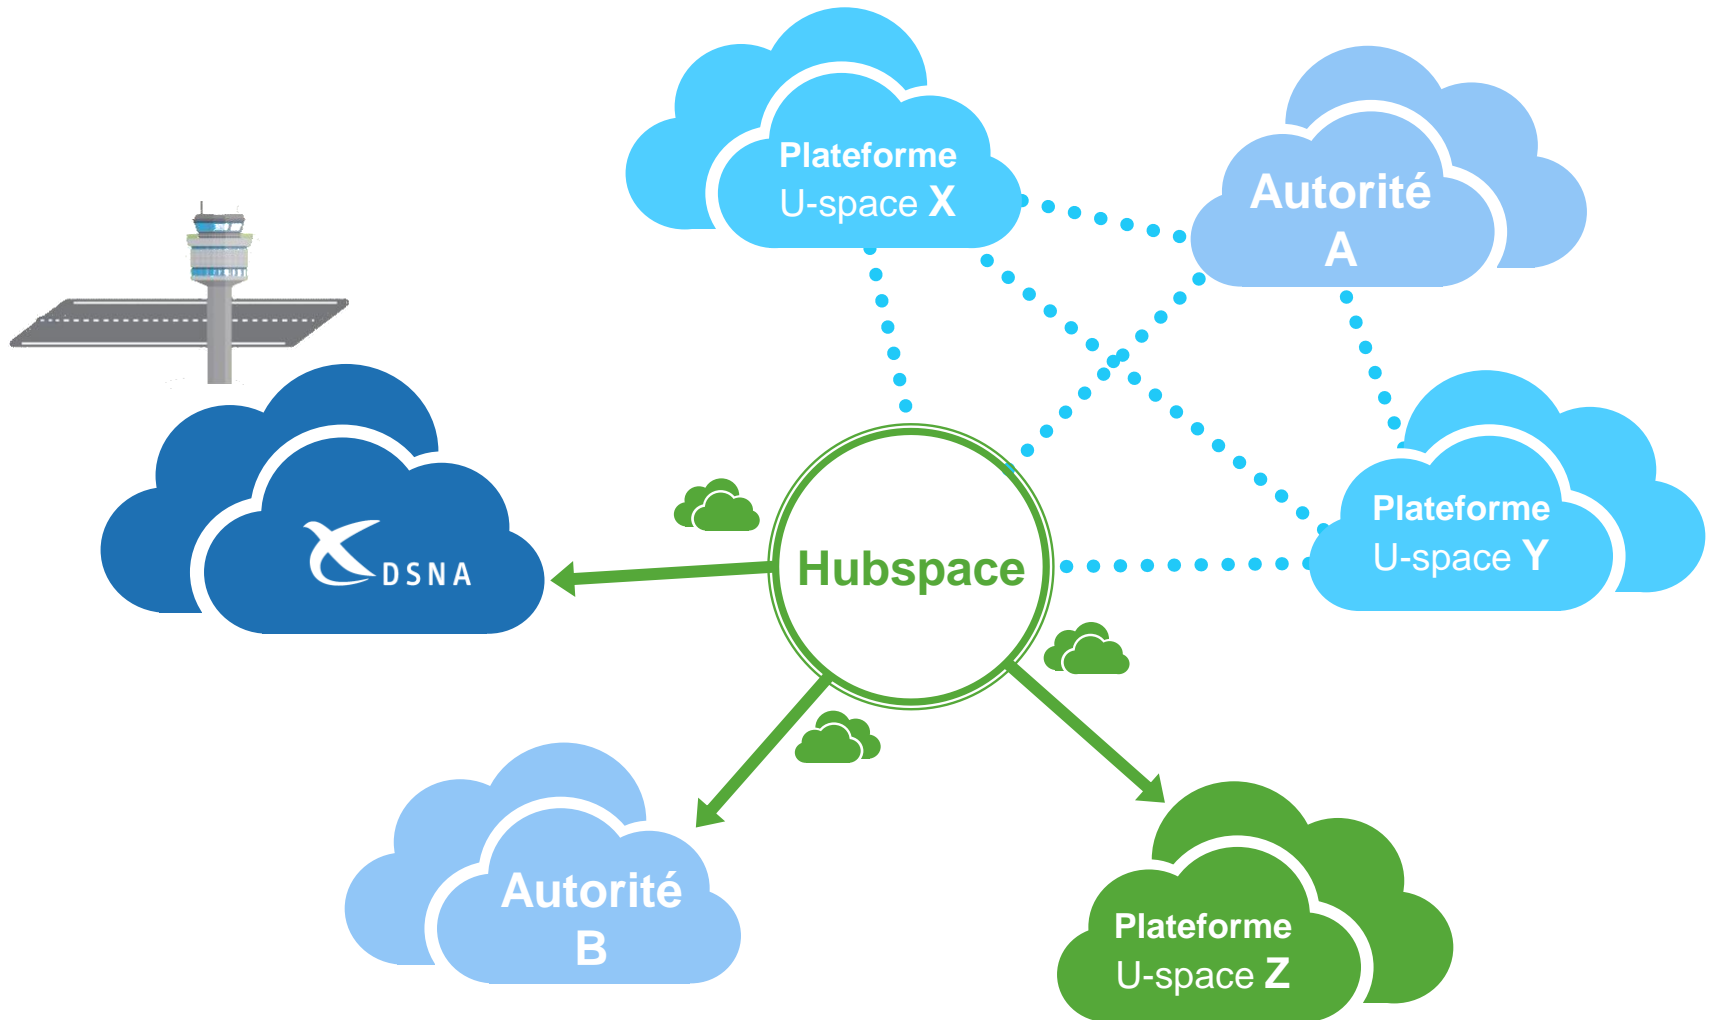 Plateforme
U-space X
Autorité
A
Plateforme
U-space Y
Hubspace
DSNA
Autorité
B
Plateforme
U-space Z